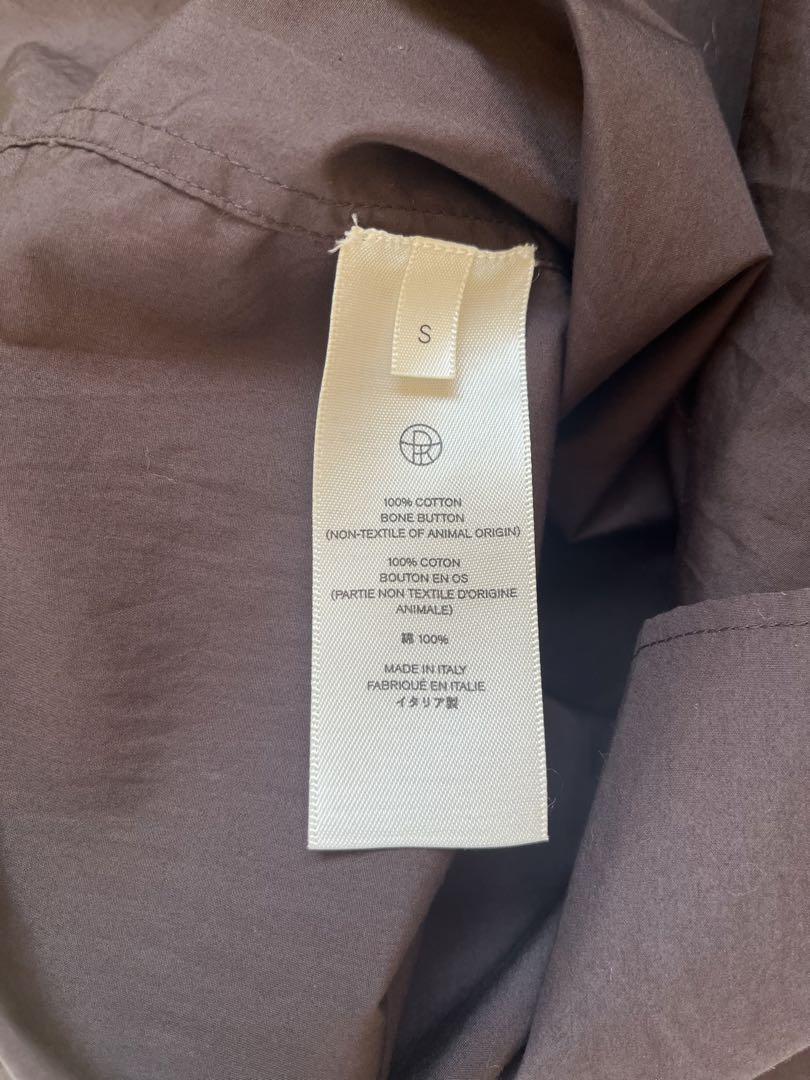 S
100% COTTON
BONE BUTTON
(NON-TEXTILE OF ANIMAL ORIGIN)
100% COTON
BOUTON EN OS
(PARTIE NON TEXTILE D'ORIGINE
ANIMALE)
綿 100%
MADE IN ITALY
FABRIQUÉ EN ITALIE
イタリア製